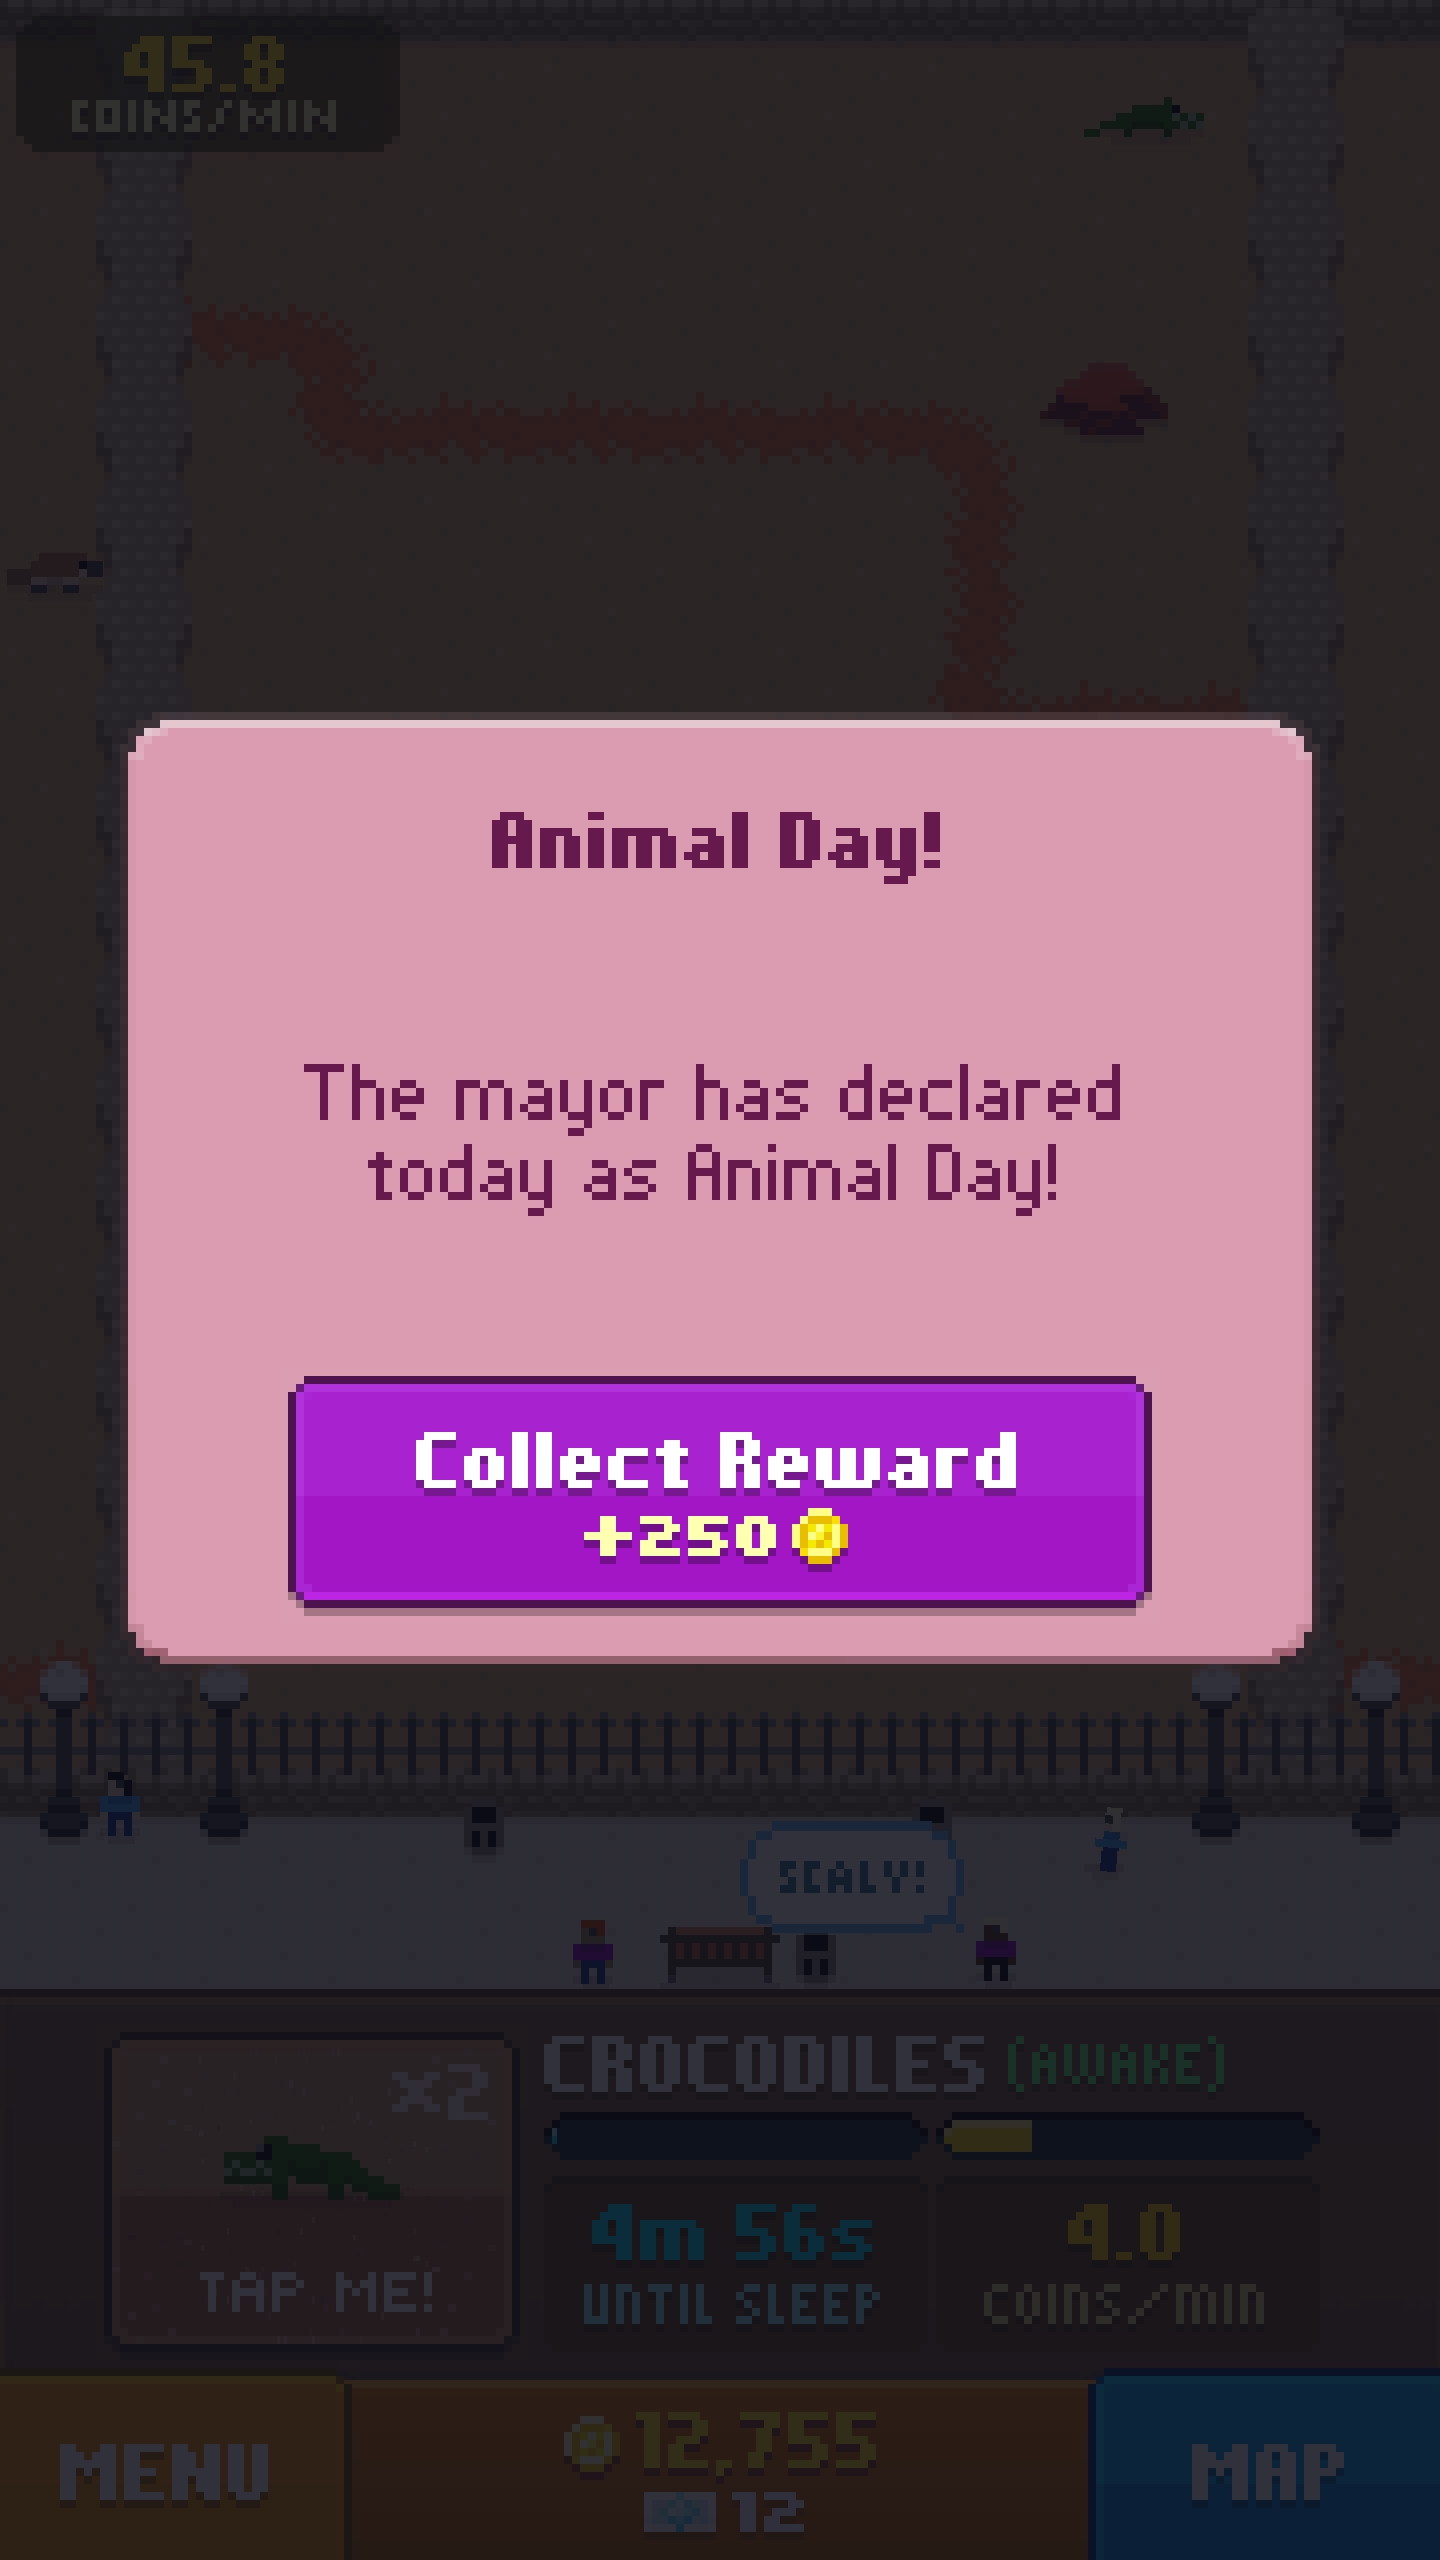 45.8
COINS/MIN
Animal Day!
The mayor has declared
today as Animal Day!
Collect Reward
+250
SCALY!
x2
CROCODILES (AWAKE)
TAP ME!
4m 56s
UNTIL SLEEP
4.0
COINS/MIN
MENU
12,755
12
MAP